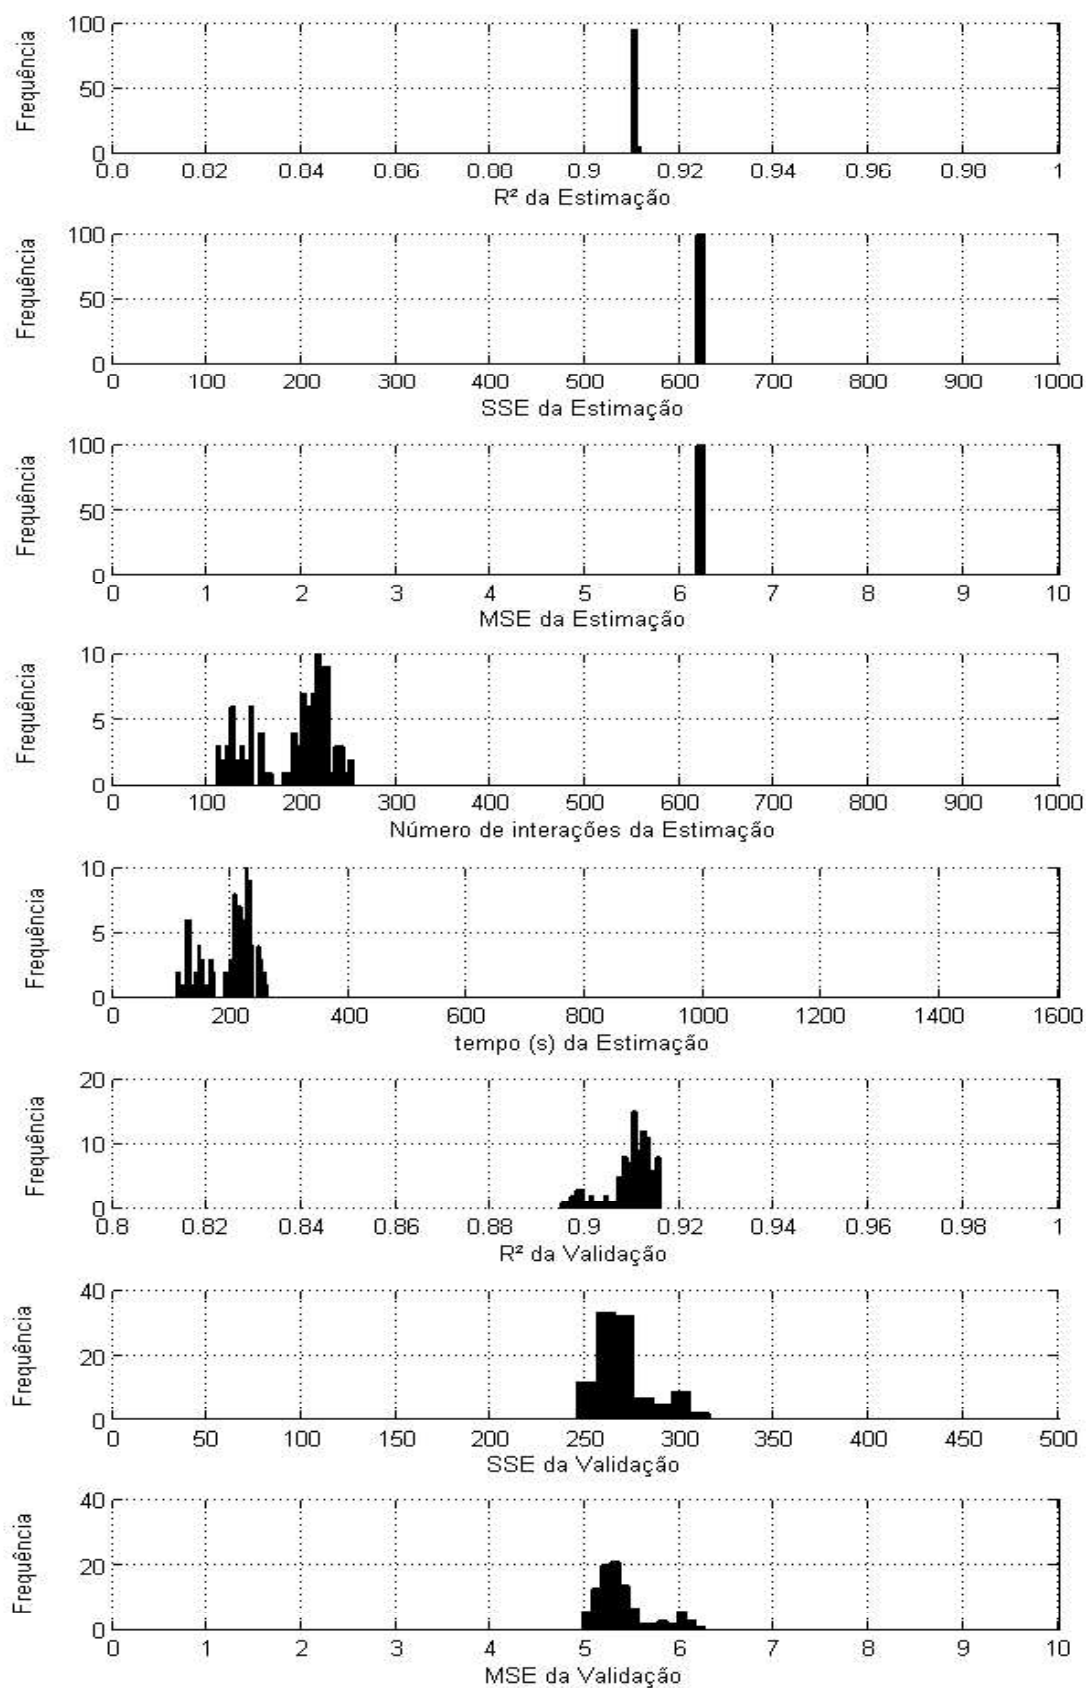 Frequência
100
50
0
0.8 0.82 0.84 0.86 0.88 0.9 0.92 0.94 0.96 0.98 1
R² da Estimação
Frequência
100
50
0
0 100 200 300 400 500 600 700 800 900 1000
SSE da Estimação
Frequência
100
50
0
0 1 2 3 4 5 6 7 8 9 10
MSE da Estimação
Frequência
10
5
0
0 100 200 300 400 500 600 700 800 900 1000
Número de interações da Estimação
Frequência
10
5
0
0 200 400 600 800 1000 1200 1400 1600
tempo (s) da Estimação
Frequência
20
10
0
0.8 0.82 0.84 0.86 0.88 0.9 0.92 0.94 0.96 0.98 1
R² da Validação
Frequência
40
20
0
0 50 100 150 200 250 300 350 400 450 500
SSE da Validação
Frequência
40
20
0
0 1 2 3 4 5 6 7 8 9 10
MSE da Validação